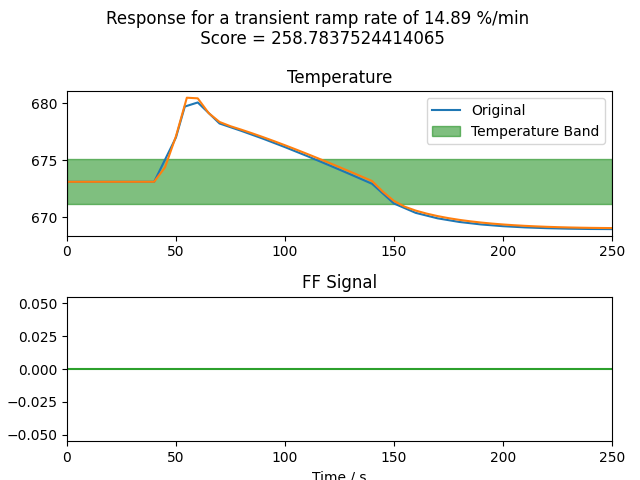 Response for a transient ramp rate of 14.89 %/min
Score = 258.7837524414065
Temperature
680
675
670
Original
Temperature Band
0 50 100 150 200 250
FF Signal
0.050
0.025
0.000
−0.025
−0.050
0 50 100 150 200 250
Time / s